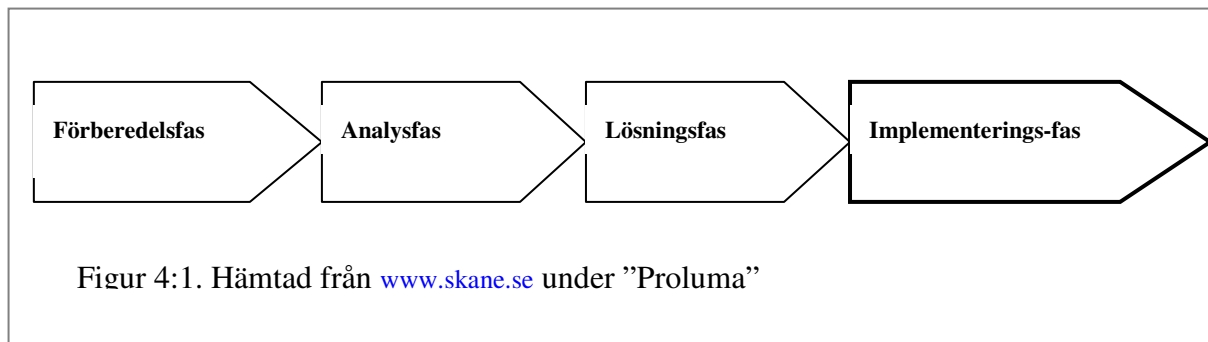 Förberedelsfas
Analysfas
Lösningsfas
Implementerings-fas
Figur 4:1. Hämtad från www.skane.se under ”Proluma”